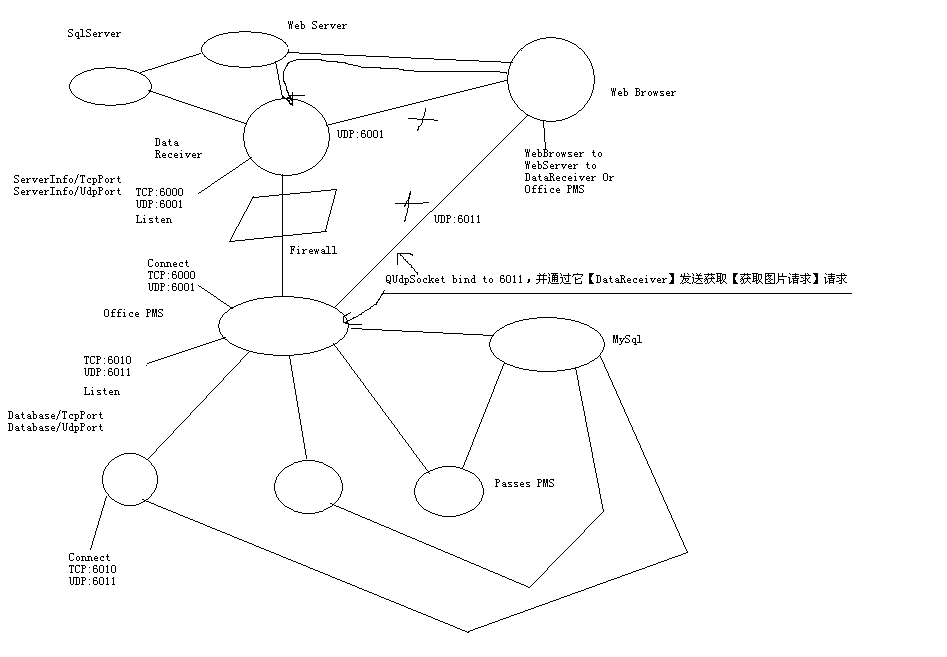 Web Server
SqlServer
Web Browser
UDP:6001
Data
Receiver
WebBrowser to
WebServer to
DataReceiver Or
Office PMS
ServerInfo/TcpPort
ServerInfo/UdpPort
TCP:6000
UDP:6001
Listen
UDP:6011
Firewall
Connect
TCP:6000
UDP:6001
QUdpSocket bind to 6011，并通过它【DataReceiver】发送获取【获取图片请求】请求
Office PMS
MySql
TCP:6010
UDP:6011
Listen
Database/TcpPort
Database/UdpPort
Passes PMS
Connect
TCP:6010
UDP:6011